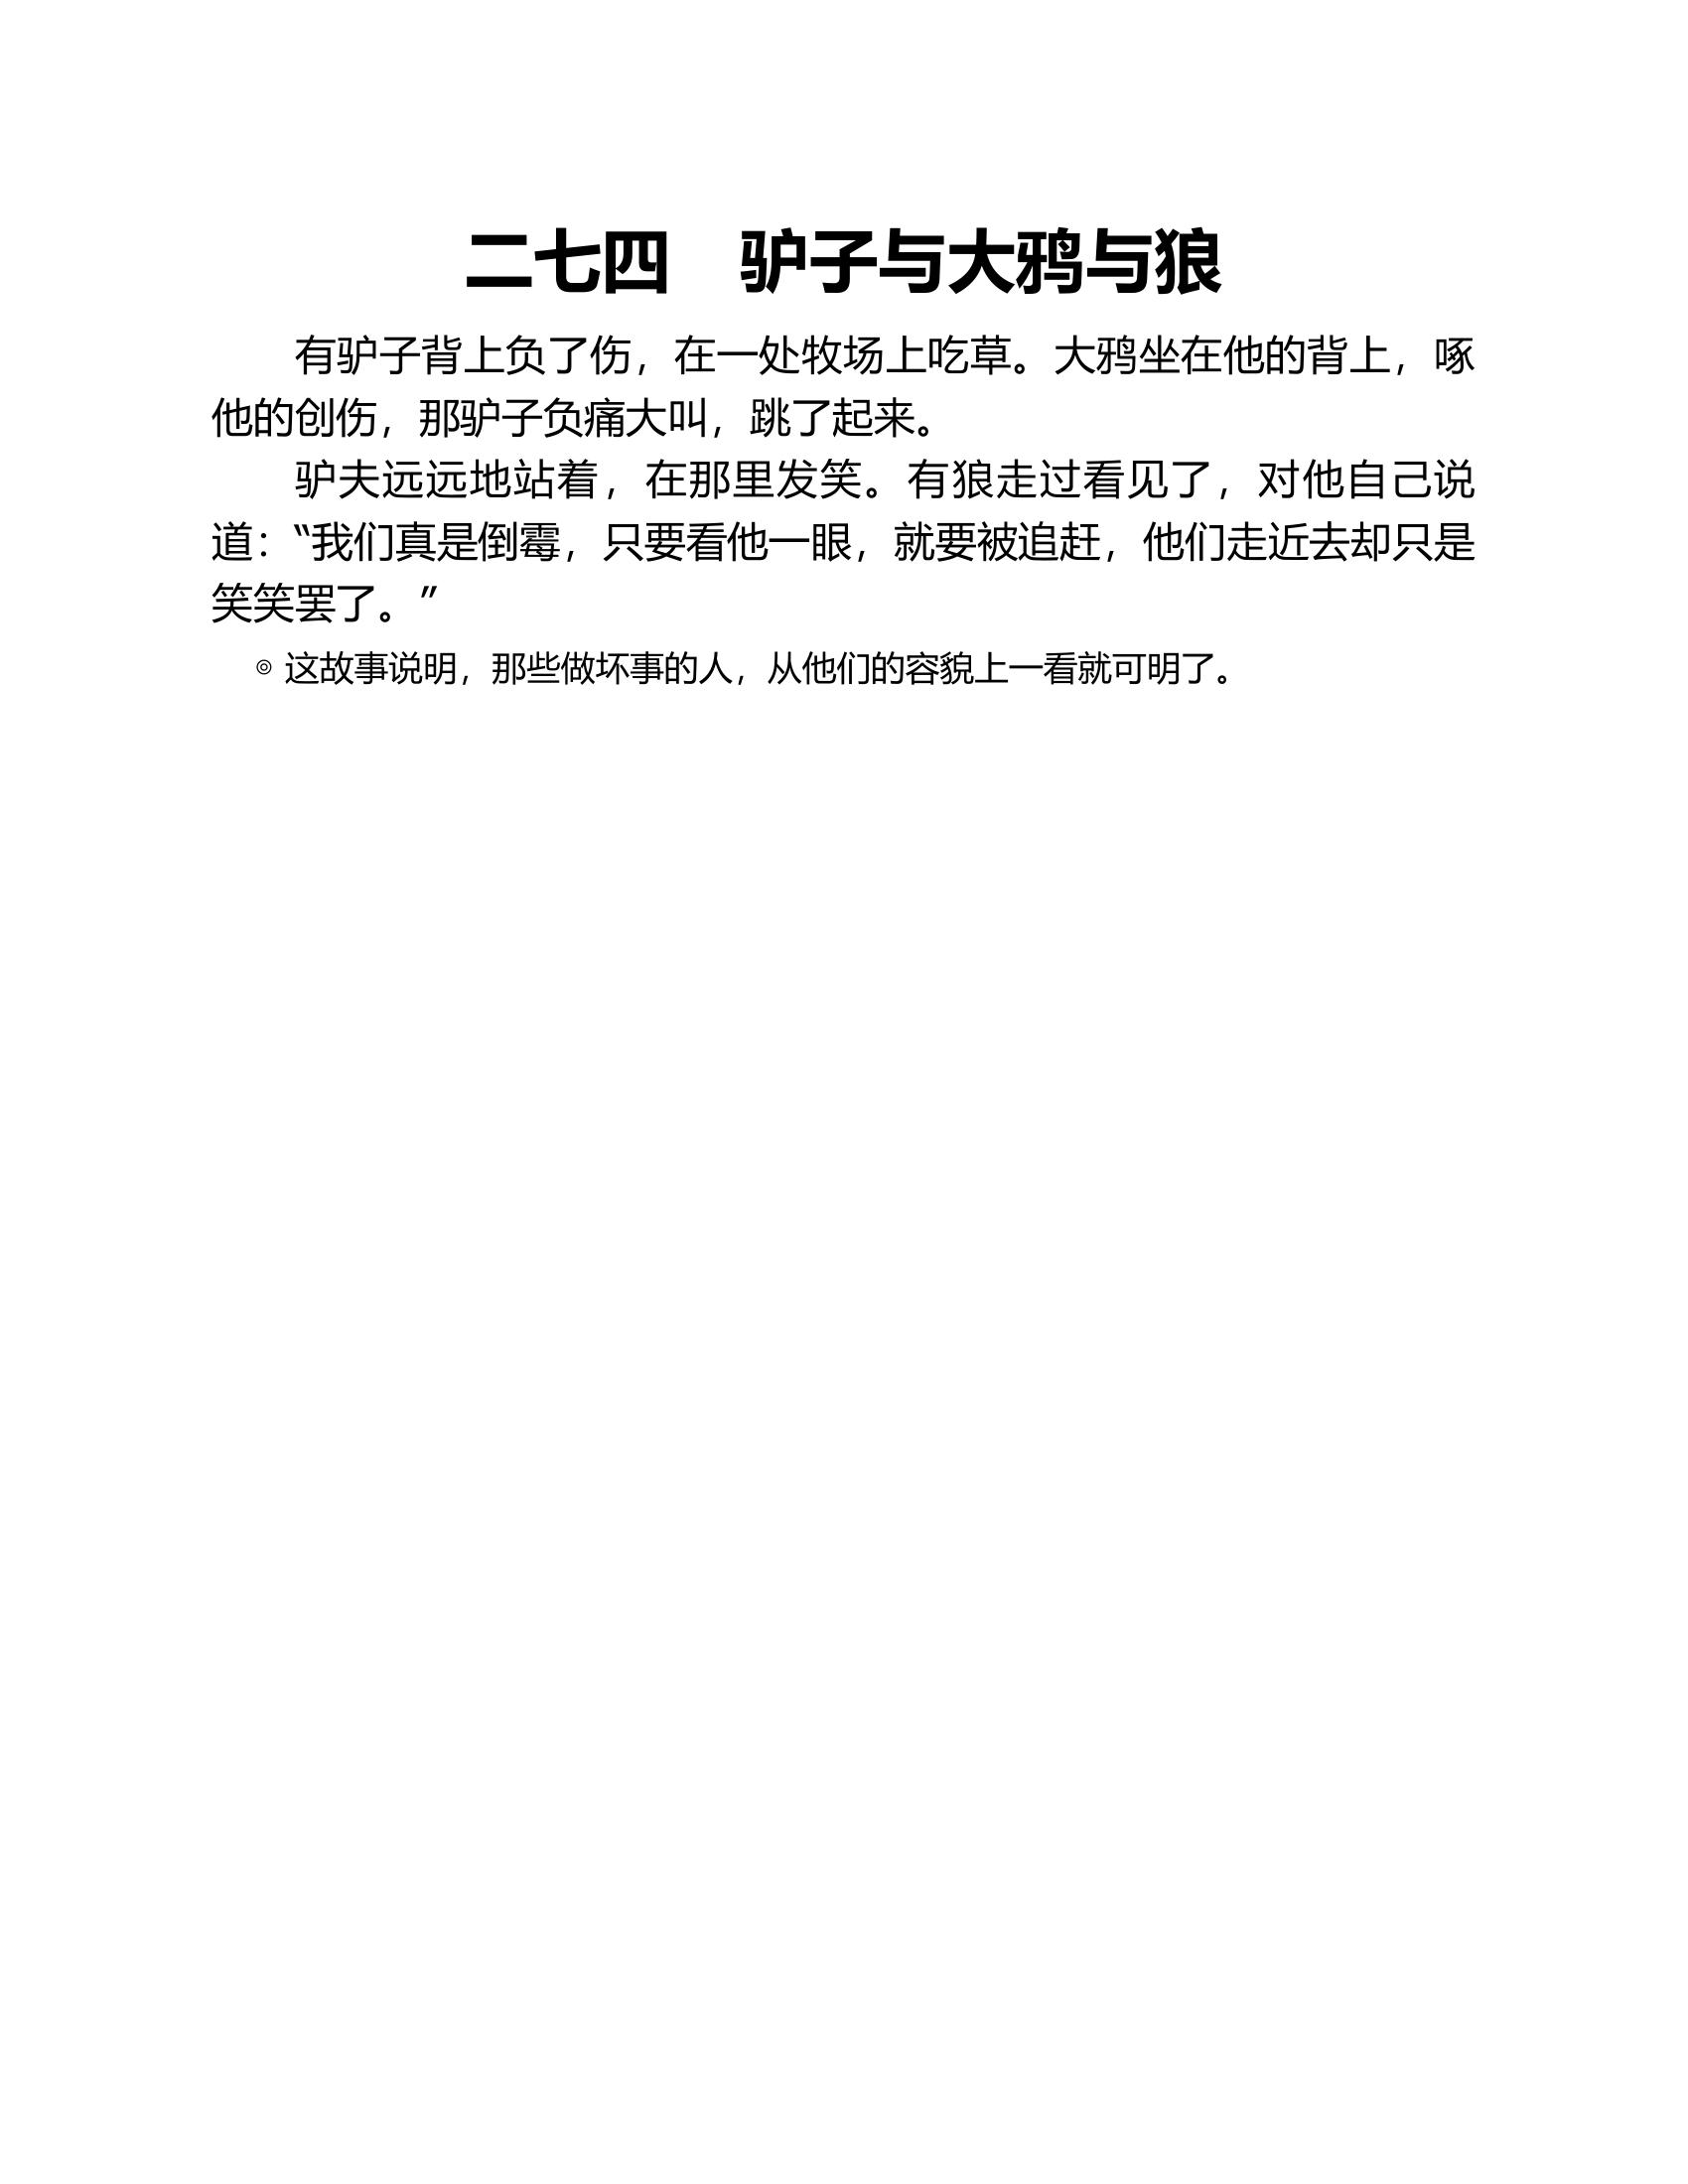 二七四　驴子与大鸦与狼
有驴子背上负了伤，在一处牧场上吃草。大鸦坐在他的背上，啄
他的创伤，那驴子负痛大叫，跳了起来。
驴夫远远地站着，在那里发笑。有狼走过看见了，对他自己说
道：“我们真是倒霉，只要看他一眼，就要被追赶，他们走近去却只是
笑笑罢了。”
◎ 这故事说明，那些做坏事的人，从他们的容貌上一看就可明了。